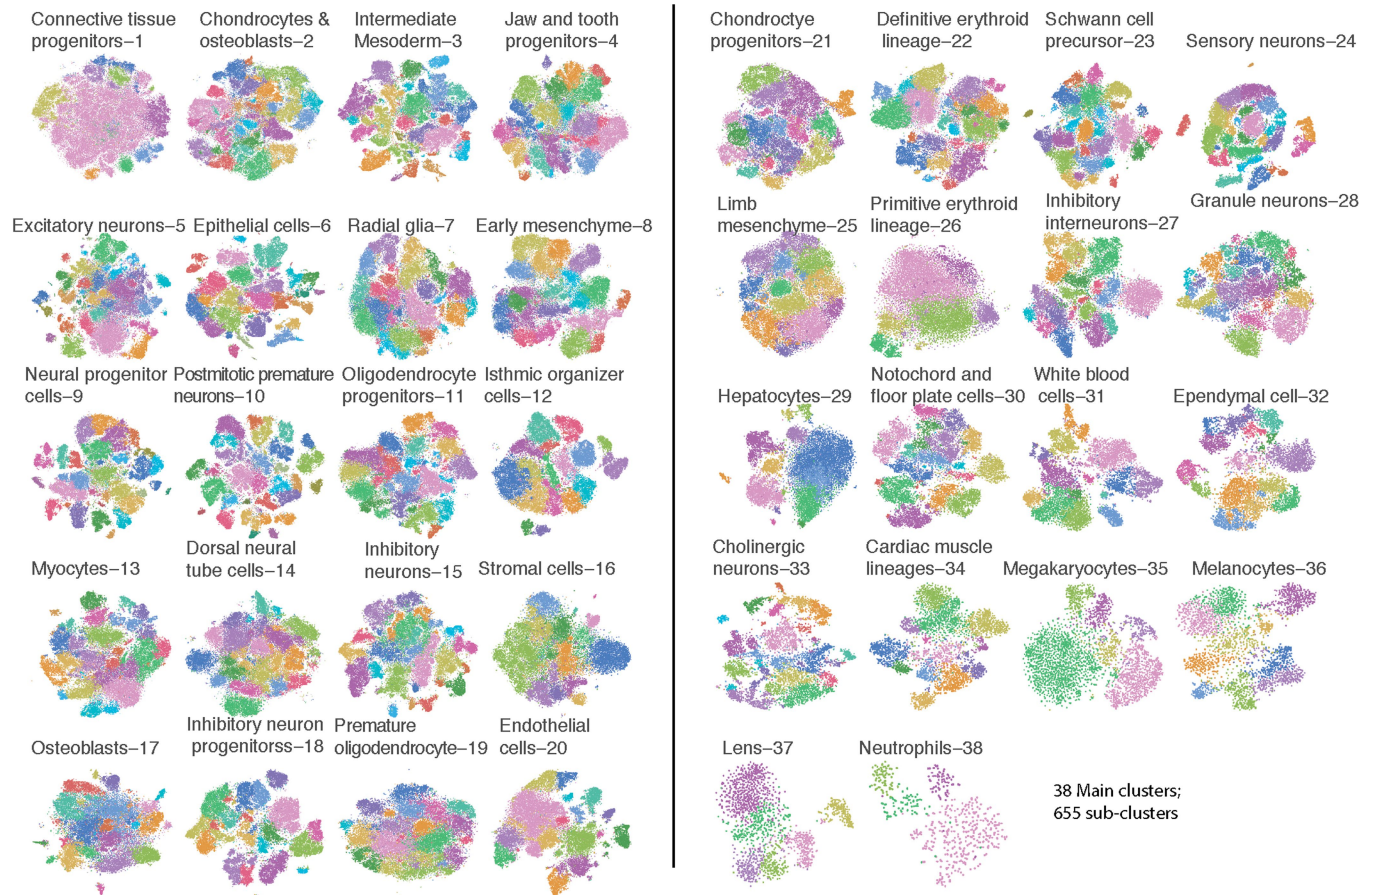 Connective tissue
progenitors–1
Chondrocytes &
osteoblasts–2
Intermediate
Mesoderm–3
Jaw and tooth
progenitors–4
Excitatory neurons–5
Epithelial cells–6
Radial glia–7
Early mesenchyme–8
Neural progenitor
cells–9
Postmitotic premature
neurons–10
Oligodendrocyte
progenitors–11
Isthmic organizer
cells–12
Myocytes–13
Dorsal neural
tube cells–14
Inhibitory
neurons–15
Stromal cells–16
Osteoblasts–17
Inhibitory neuron
progenitorss–18
Premature
oligodendrocyte–19
Endothelial
cells–20
Chondroctye
progenitors–21
Definitive erythroid
lineage–22
Schwann cell
precursor–23
Sensory neurons–24
Limb
mesenchyme–25
Primitive erythroid
lineage–26
Inhibitory
interneurons–27
Granule neurons–28
Hepatocytes–29
Notochord and
floor plate cells–30
White blood
cells–31
Ependymal cell–32
Cholinergic
neurons–33
Cardiac muscle
lineages–34
Megakaryocytes–35
Melanocytes–36
Lens–37
Neutrophils–38
38 Main clusters;
655 sub-clusters